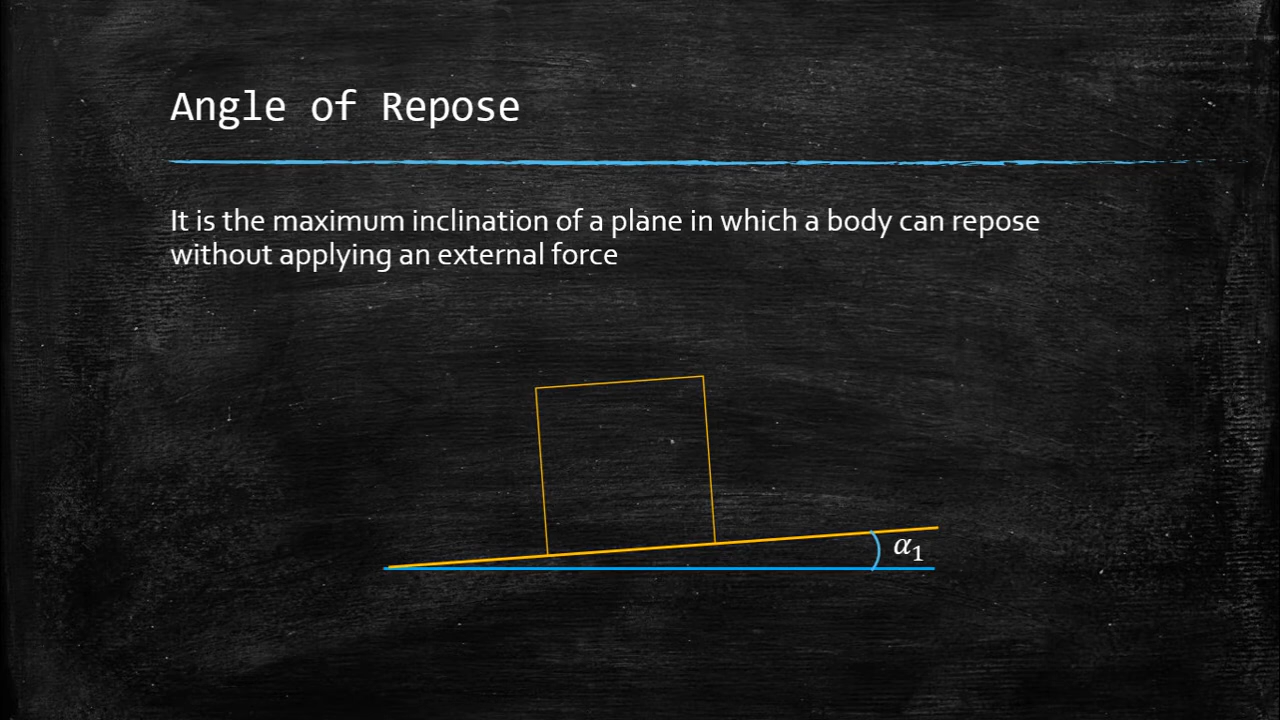 Angle of Repose
It is the maximum inclination of a plane in which a body can repose
without applying an external force
α₁